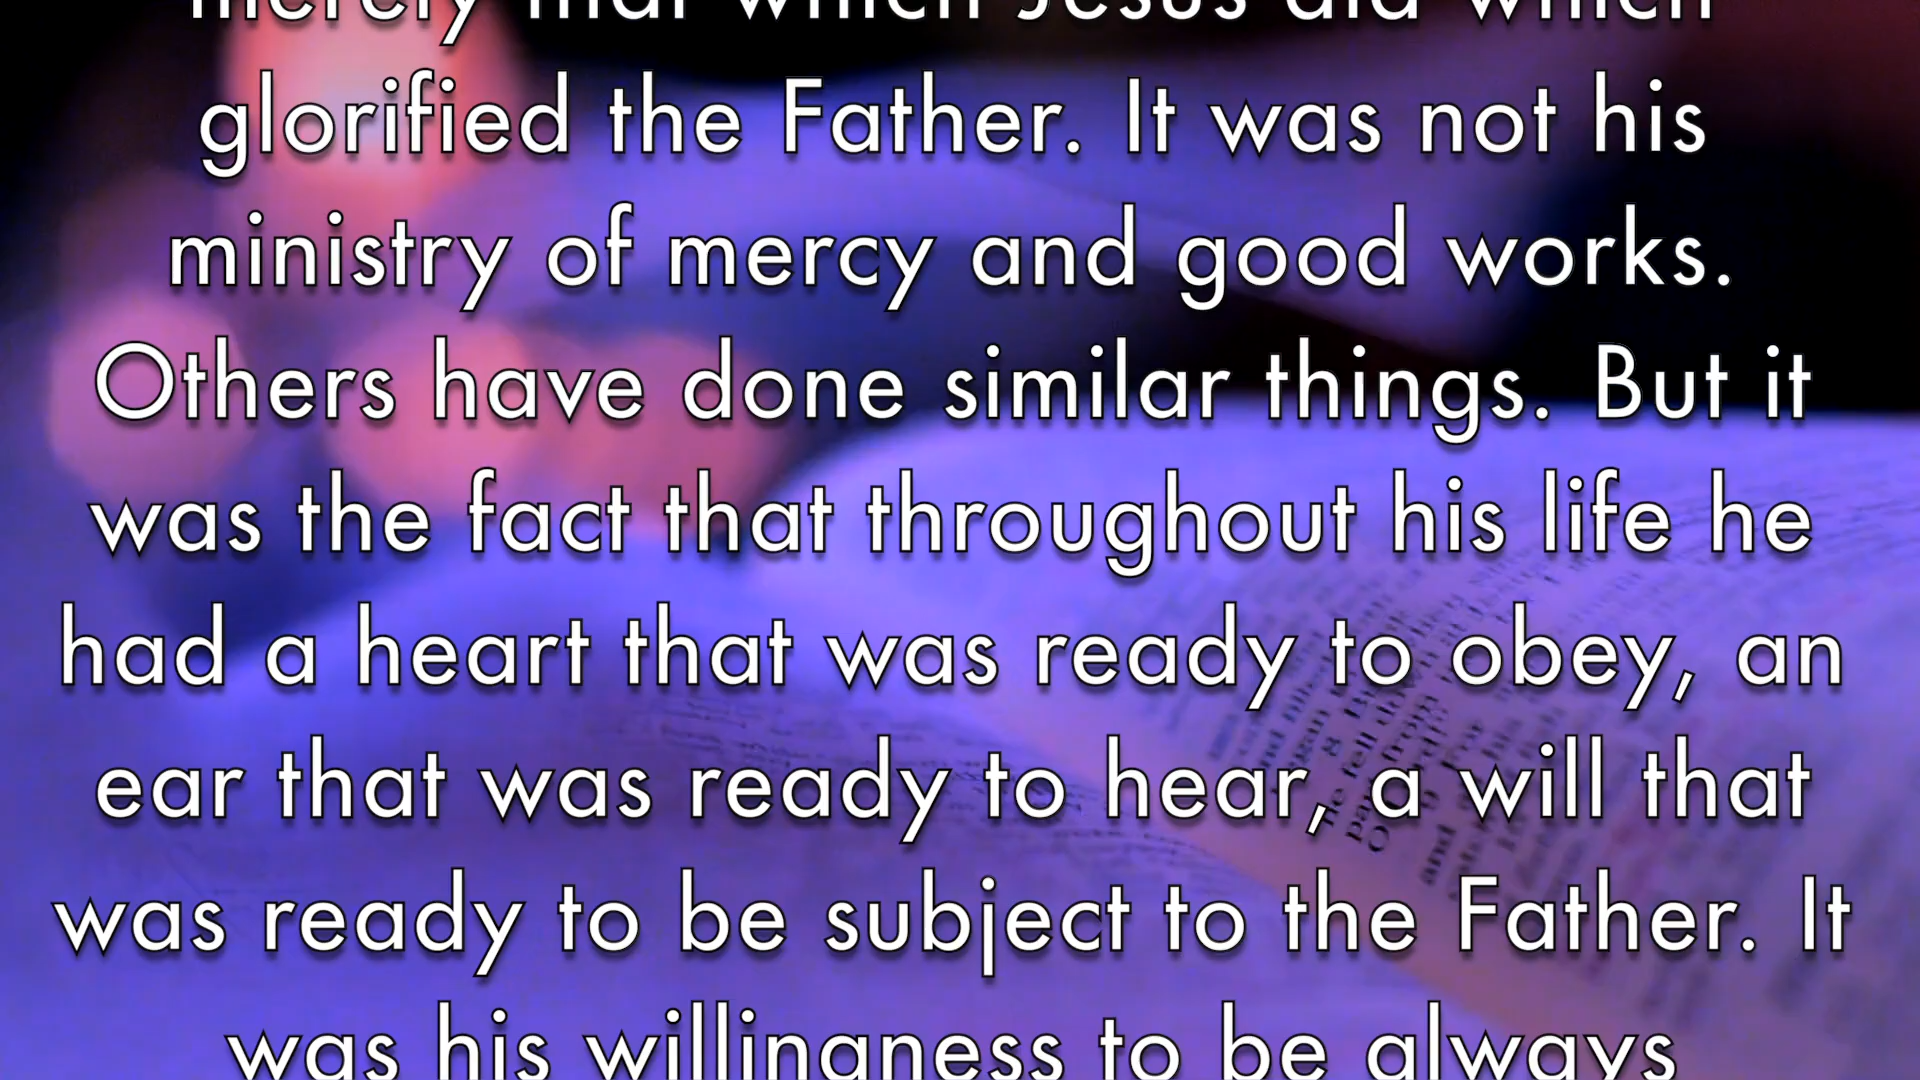 merely that which Jesus did which
glorified the Father. It was not his
ministry of mercy and good works.
Others have done similar things. But it
was the fact that throughout his life he
had a heart that was ready to obey, an
ear that was ready to hear, a will that
was ready to be subject to the Father. It
was his willingness to be always